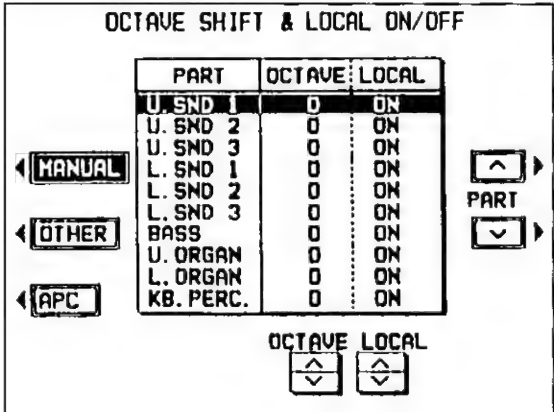 OCTAVE SHIFT & LOCAL ON/OFF
PART OCTAVE LOCAL
U. SND 1 0 ON
U. SND 2 0 ON
U. SND 3 0 ON
L. SND 1 0 ON
L. SND 2 0 ON
L. SND 3 0 ON
BASS 0 ON
U. ORGAN 0 ON
L. ORGAN 0 ON
KB. PERC. 0 ON
MANUAL
OTHER
APC
PART
OCTAVE LOCAL